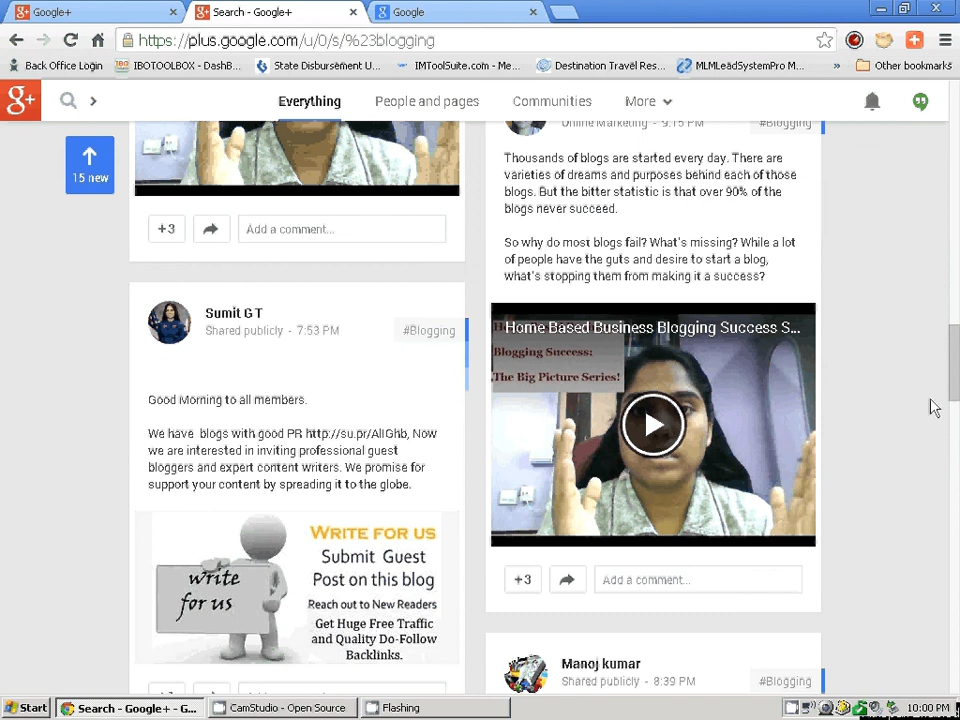 Google+
Search - Google+
Google
https://plus.google.com/u/0/s/%23blogging
Back Office Login
IBOTOOLBOX - DashB...
State Disbursement U...
IMToolSuite.com - Me...
Destination Travel Res...
MLMLeadSystemPro M...
»
Other bookmarks
g+
Everything
People and pages
Communities
More
15 new
+3
Add a comment...
Sumit G T
Shared publicly - 7:53 PM
#Blogging
Good Morning to all members.
We have blogs with good PR http://su.pr/AIIGhb, Now
we are interested in inviting professional guest
bloggers and expert content writers. We promise for
support your content by spreading it to the globe.
write
for us
WRITE FOR US
Submit Guest
Post on this blog
Reach out to New Readers
Get Huge Free Traffic
and Quality Do-Follow
Backlinks.
Online Marketing - 9:15 PM
#Blogging
Thousands of blogs are started every day. There are
varieties of dreams and purposes behind each of those
blogs. But the bitter statistic is that over 90% of the
blogs never succeed.
So why do most blogs fail? What's missing? While a lot
of people have the guts and desire to start a blog,
what's stopping them from making it a success?
Home Based Business Blogging Success S...
Blogging Success:
The Big Picture Series!
+3
Add a comment...
Manoj kumar
Shared publicly - 8:39 PM
#Blogging
Start
Search - Google+ - G...
CamStudio - Open Source
Flashing
10:00 PM